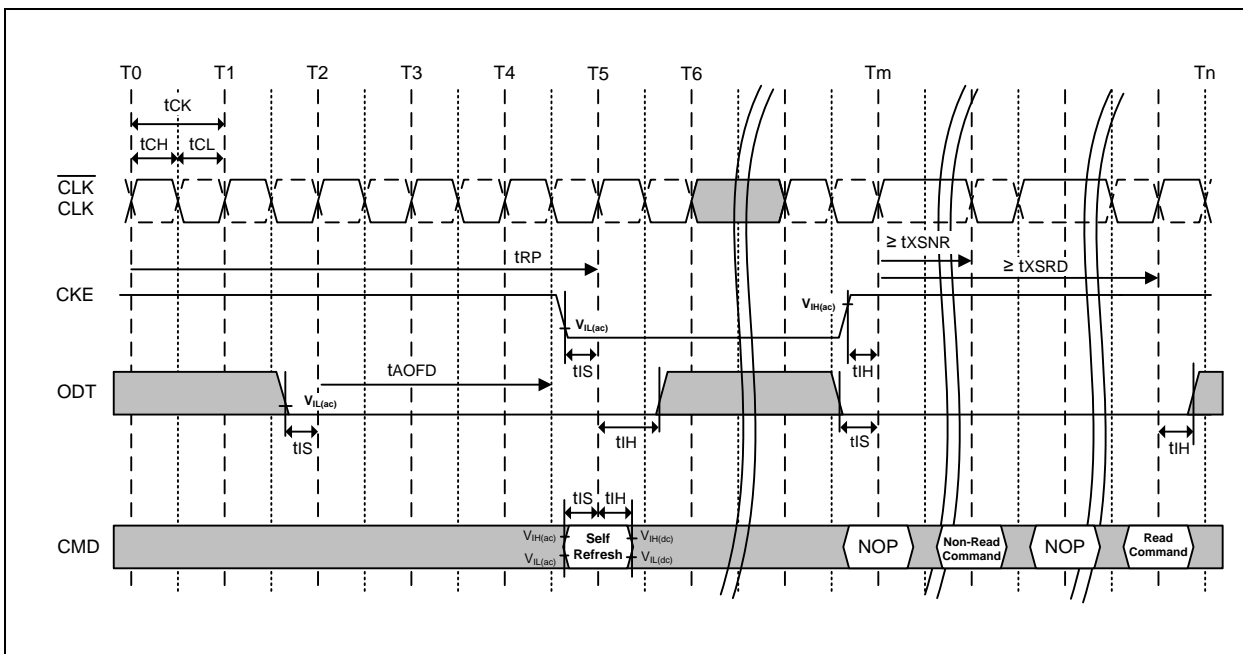 T0 T1 T2 T3 T4 T5 T6 Tm Tn
tCK
tCH tCL
CLK
CLK
≥ tXSNR
tRP
≥ tXSRD
CKE
VIH(ac)
VIL(ac)
tIS
tIH
tAOFD
ODT
VIL(ac)
tIS
tIH
tIS
tIH
tIS tIH
CMD
VIH(ac)
VIL(ac)
Self
Refresh
VIH(dc)
VIL(dc)
NOP
Non-Read
Command
NOP
Read
Command